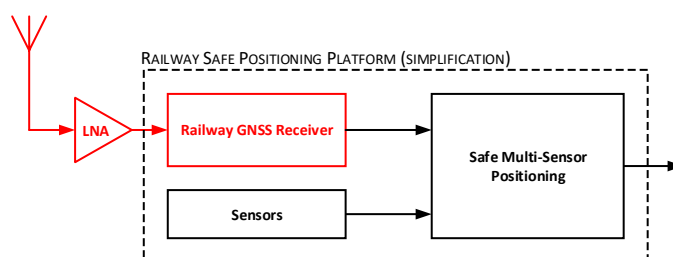 RAILWAY SAFE POSITIONING PLATFORM (SIMPLIFICATION)
LNA
Railway GNSS Receiver
Safe Multi-Sensor
Positioning
Sensors